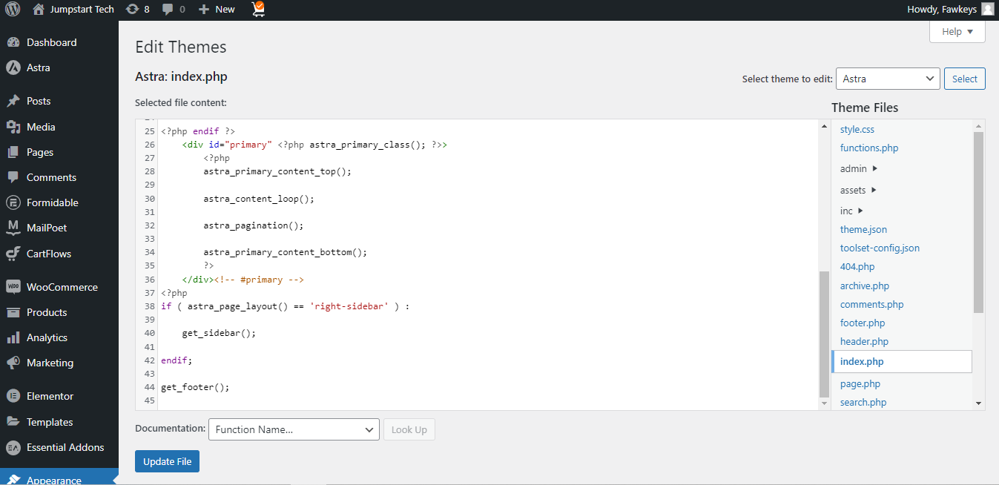 Jumpstart Tech 8 0 New Howdy, Fawkeys
Help
Dashboard
Astra
Posts
Media
Pages
Comments
Formidable
MailPoet
CartFlows
WooCommerce
Products
Analytics
Marketing
Elementor
Templates
Essential Addons
Appearance
Edit Themes
Astra: index.php
Select theme to edit: Astra Select
Selected file content:
25 <?php endif ?>
26 <div id="primary" <?php astra_primary_class(); ?>>
27 <?php
28 astra_primary_content_top();
29
30 astra_content_loop();
31
32 astra_pagination();
33
34 astra_primary_content_bottom();
35 ?>
36 </div><!-- #primary -->
37 <?php
38 if ( astra_page_layout() == 'right-sidebar' ) :
39
40 get_sidebar();
41
42 endif;
43
44 get_footer();
45
Theme Files
style.css
functions.php
admin
assets
inc
theme.json
toolset-config.json
404.php
archive.php
comments.php
footer.php
header.php
index.php
page.php
search.php
Documentation: Function Name... Look Up
Update File